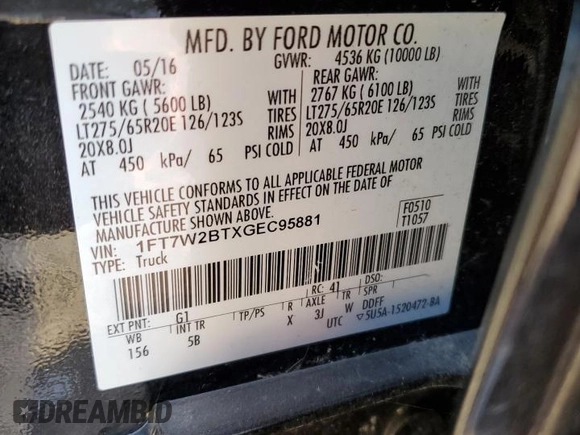 MFD. BY FORD MOTOR CO.
DATE: 05/16 GVWR: 4536 KG (10000 LB)
FRONT GAWR: REAR GAWR:
2540 KG ( 5600 LB) WITH 2767 KG ( 6100 LB) WITH
LT275/65R20E 126/123S TIRES LT275/65R20E 126/123S TIRES
20X8.0J RIMS 20X8.0J RIMS
AT 450 kPa/ 65 PSI COLD AT 450 kPa/ 65 PSI COLD
THIS VEHICLE CONFORMS TO ALL APPLICABLE FEDERAL MOTOR
VEHICLE SAFETY STANDARDS IN EFFECT ON THE DATE OF
MANUFACTURE SHOWN ABOVE.
VIN: 1FT7W2BTXGEC95881 F0510
TYPE: Truck T1057
EXT PNT: G1 RC: 41 DSO:
WB INT TR TP/PS R AXLE TR SPR
156 5B X 3J W DDFF
UTC ▽5U5A-1520472-BA
DREAMBID